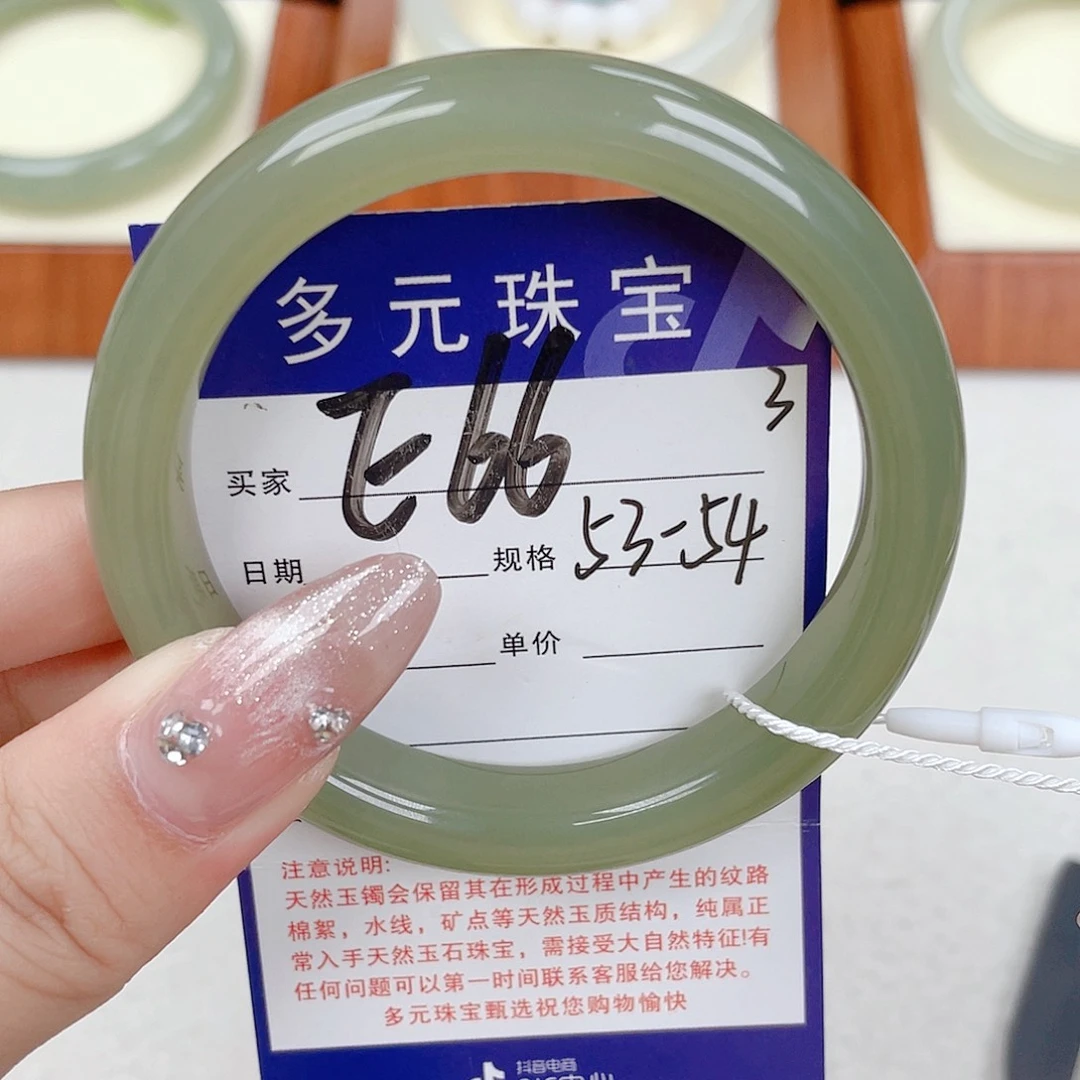 多元珠宝
3
买家 E66
日期 规格 53-54
单价
注意说明:
天然玉镯会保留其在形成过程中产生的纹路
棉絮，水线，矿点等天然玉质结构，纯属正
常入手天然玉石珠宝，需接受大自然特征!有
任何问题可以第一时间联系客服给您解决。
多元珠宝甄选祝您购物愉快
抖音电商